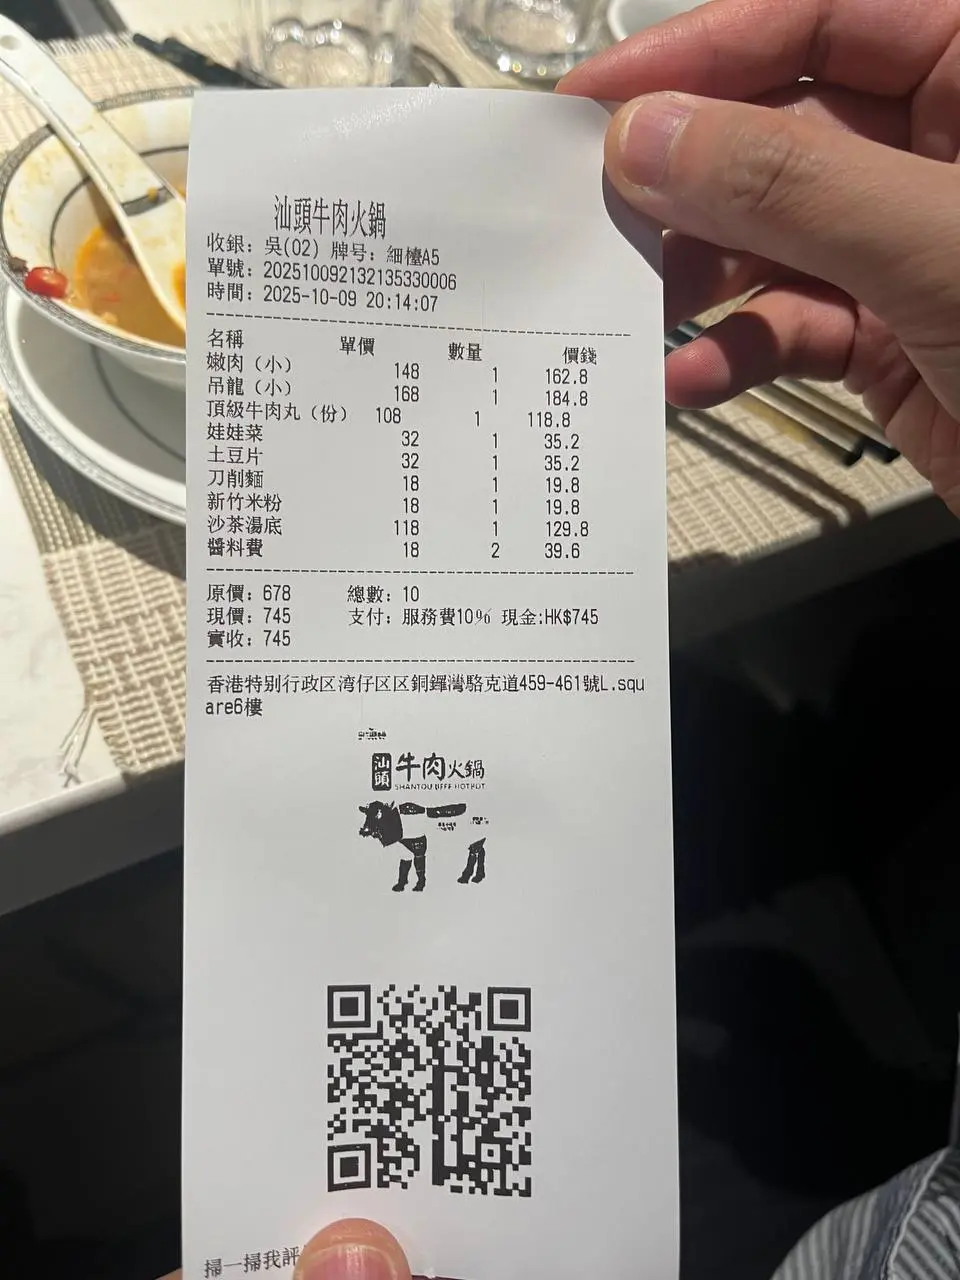 汕頭牛肉火鍋
收銀: 吳(02) 牌号: 細檯A5
單號: 202510092132135330006
時間: 2025-10-09 20:14:07
名稱 單價 數量 價錢
嫩肉（小） 148 1 162.8
吊龍（小） 168 1 184.8
頂級牛肉丸（份） 108 1 118.8
娃娃菜 32 1 35.2
土豆片 32 1 35.2
刀削麵 18 1 19.8
新竹米粉 18 1 19.8
沙茶湯底 118 1 129.8
醬料費 18 2 39.6
原價: 678 總數: 10
現價: 745 支付: 服務費10% 現金:HK$745
實收: 745
香港特别行政区湾仔区区銅鑼灣駱克道459-461號L.squ
are6樓
汕頭 牛肉火鍋
SHANTOU BEEF HOTPOT
掃一掃我評